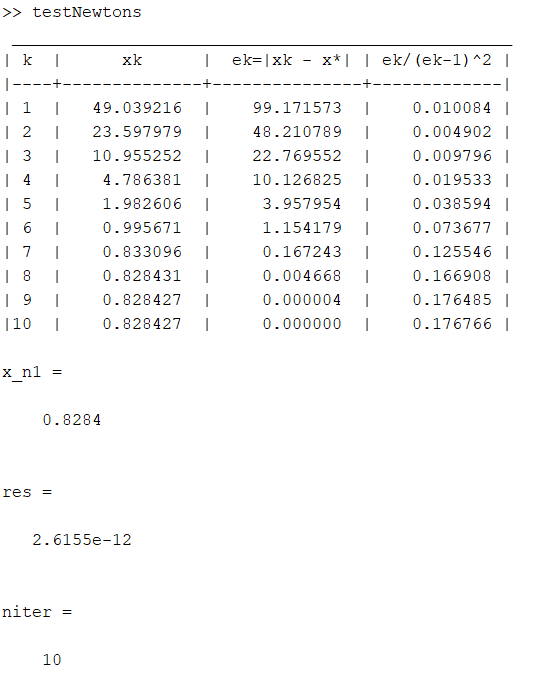 >> testNewtons
| k | xk | ek=|xk - x*| | ek/(ek-1)^2 |
|----+--------------+---------------+-------------|
| 1 | 49.039216 | 99.171573 | 0.010084 |
| 2 | 23.597979 | 48.210789 | 0.004902 |
| 3 | 10.955252 | 22.769552 | 0.009796 |
| 4 | 4.786381 | 10.126825 | 0.019533 |
| 5 | 1.982606 | 3.957954 | 0.038594 |
| 6 | 0.995671 | 1.154179 | 0.073677 |
| 7 | 0.833096 | 0.167243 | 0.125546 |
| 8 | 0.828431 | 0.004668 | 0.166908 |
| 9 | 0.828427 | 0.000004 | 0.176485 |
|10 | 0.828427 | 0.000000 | 0.176766 |
x_n1 =
0.8284
res =
2.6155e-12
niter =
10